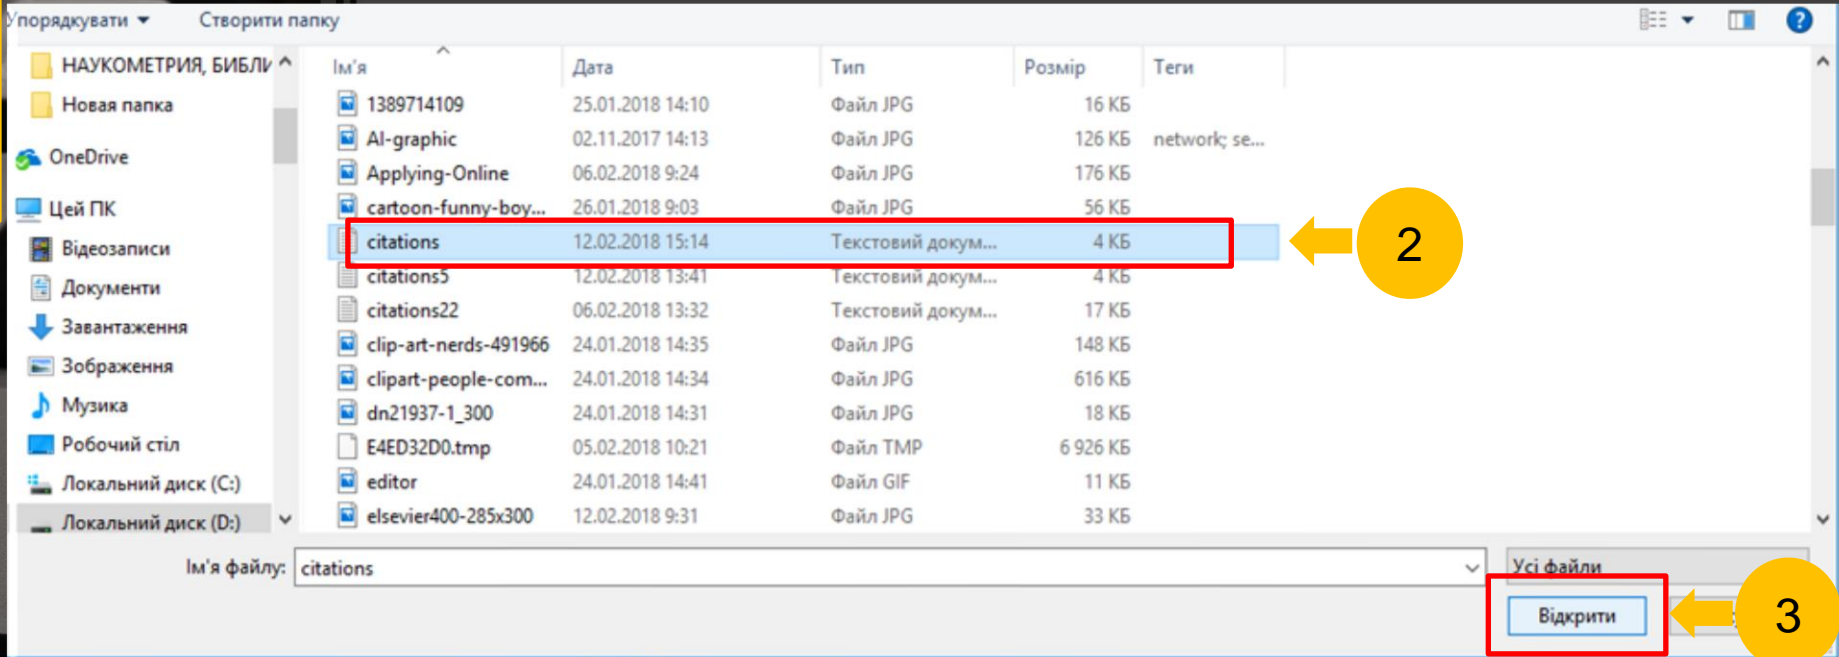 Упорядкувати Створити папку
НАУКОМЕТРИЯ, БИБЛИ
Новая папка
OneDrive
Цей ПК
Відеозаписи
Документи
Завантаження
Зображення
Музика
Робочий стіл
Локальний диск (C:)
Локальний диск (D:)
Ім'я Дата Тип Розмір Теги
1389714109 25.01.2018 14:10 Файл JPG 16 КБ
AI-graphic 02.11.2017 14:13 Файл JPG 126 КБ network; se...
Applying-Online 06.02.2018 9:24 Файл JPG 176 КБ
cartoon-funny-boy... 26.01.2018 9:03 Файл JPG 56 КБ
citations 12.02.2018 15:14 Текстовий докум... 4 КБ
2
citations5 12.02.2018 13:41 Текстовий докум... 4 КБ
citations22 06.02.2018 13:32 Текстовий докум... 17 КБ
clip-art-nerds-491966 24.01.2018 14:35 Файл JPG 148 КБ
clipart-people-com... 24.01.2018 14:34 Файл JPG 616 КБ
dn21937-1_300 24.01.2018 14:31 Файл JPG 18 КБ
E4ED32D0.tmp 05.02.2018 10:21 Файл TMP 6 926 КБ
editor 24.01.2018 14:41 Файл GIF 11 КБ
elsevier400-285x300 12.02.2018 9:31 Файл JPG 33 КБ
Ім'я файлу: citations Усі файли
Відкрити
3